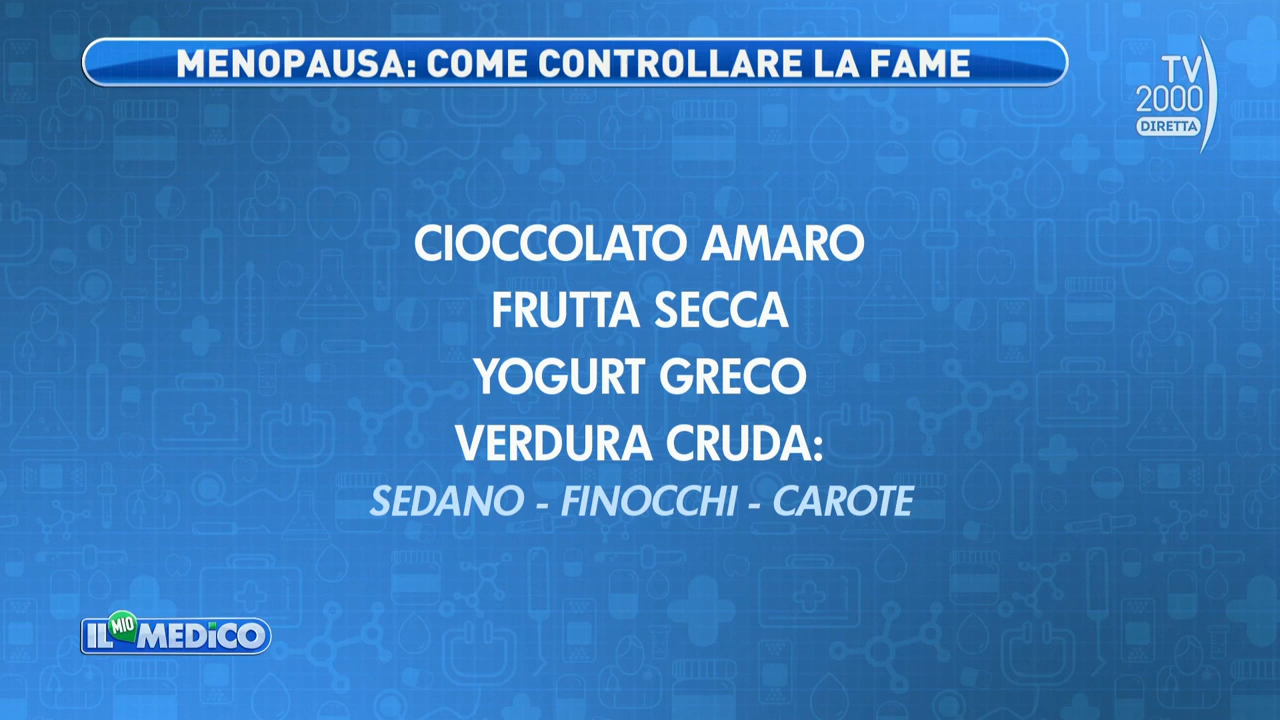 MENOPAUSA: COME CONTROLLARE LA FAME
TV
2000
DIRETTA
CIOCCOLATO AMARO
FRUTTA SECCA
YOGURT GRECO
VERDURA CRUDA:
SEDANO - FINOCCHI - CAROTE
IL MIO MEDICO